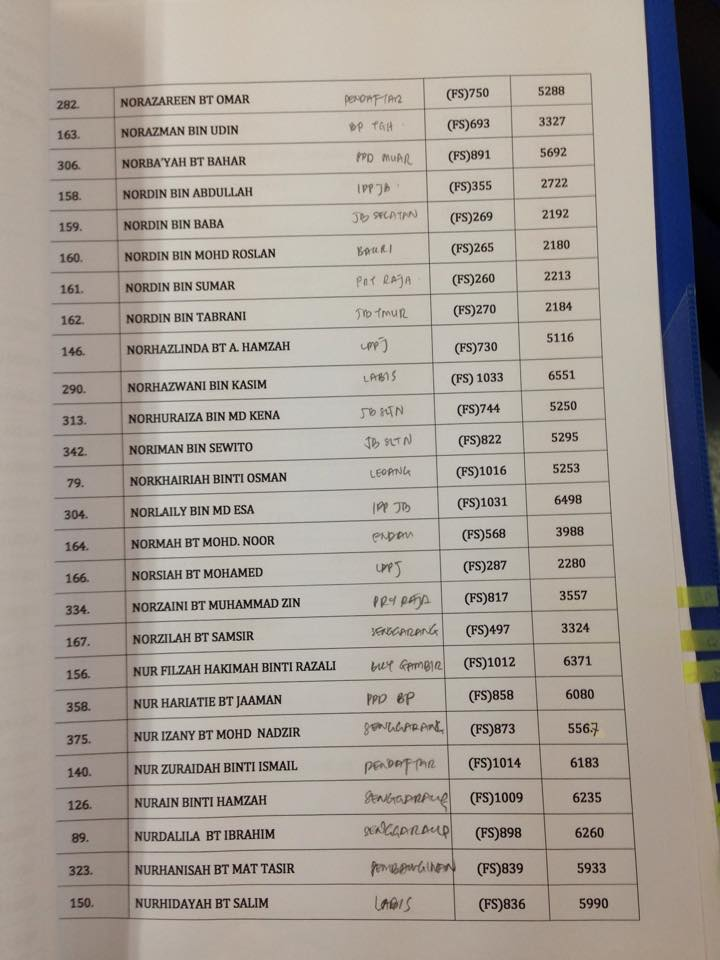 282. NORAZAREEN BT OMAR PENDAFTAR (FS)750 5288
163. NORAZMAN BIN UDIN BP TGH (FS)693 3327
306. NORBA'YAH BT BAHAR PPD MUAR (FS)891 5692
158. NORDIN BIN ABDULLAH IPPJB (FS)355 2722
159. NORDIN BIN BABA JB SELATAN (FS)269 2192
160. NORDIN BIN MOHD ROSLAN BAKRI (FS)265 2180
161. NORDIN BIN SUMAR PNT RAJA (FS)260 2213
162. NORDIN BIN TABRANI JB TMUR (FS)270 2184
146. NORHAZLINDA BT A. HAMZAH (FS)730 5116
290. NORHAZWANI BIN KASIM LABIS (FS) 1033 6551
313. NORHURAIZA BIN MD KENA JB SLTN (FS)744 5250
342. NORIMAN BIN SEWITO JB SLTN (FS)822 5295
79. NORKHAIRIAH BINTI OSMAN LEDANG (FS)1016 5253
304. NORLAILY BIN MD ESA IPP JB (FS)1031 6498
164. NORMAH BT MOHD. NOOR ENDAU (FS)568 3988
166. NORSIAH BT MOHAMED (FS)287 2280
334. NORZAINI BT MUHAMMAD ZIN PRY RAJA (FS)817 3557
167. NORZILAH BT SAMSIR SENGGARANG (FS)497 3324
156. NUR FILZAH HAKIMAH BINTI RAZALI BUKT GAMBIR (FS)1012 6371
358. NUR HARIATIE BT JAAMAN PPD BP (FS)858 6080
375. NUR IZANY BT MOHD NADZIR SENGGARANG (FS)873 5567
140. NUR ZURAIDAH BINTI ISMAIL PENDAFTAR (FS)1014 6183
126. NURAIN BINTI HAMZAH SENGGARANG (FS)1009 6235
89. NURDALILA BT IBRAHIM SENGGARANG (FS)898 6260
323. NURHANISAH BT MAT TASIR PEMBANGUNAN (FS)839 5933
150. NURHIDAYAH BT SALIM LABIS (FS)836 5990